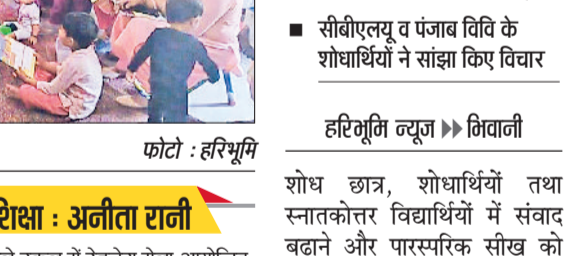 फोटो : हरिभूमि
शिक्षा : अनीता रानी
■ सीबीएलयू व पंजाब विवि के
शोधार्थियों ने सांझा किए विचार
हरिभूमि न्यूज ▶▶ भिवानी
शोध छात्र, शोधार्थियों तथा
स्नातकोत्तर विद्यार्थियों में संवाद
बढ़ाने और पारस्परिक सीख को